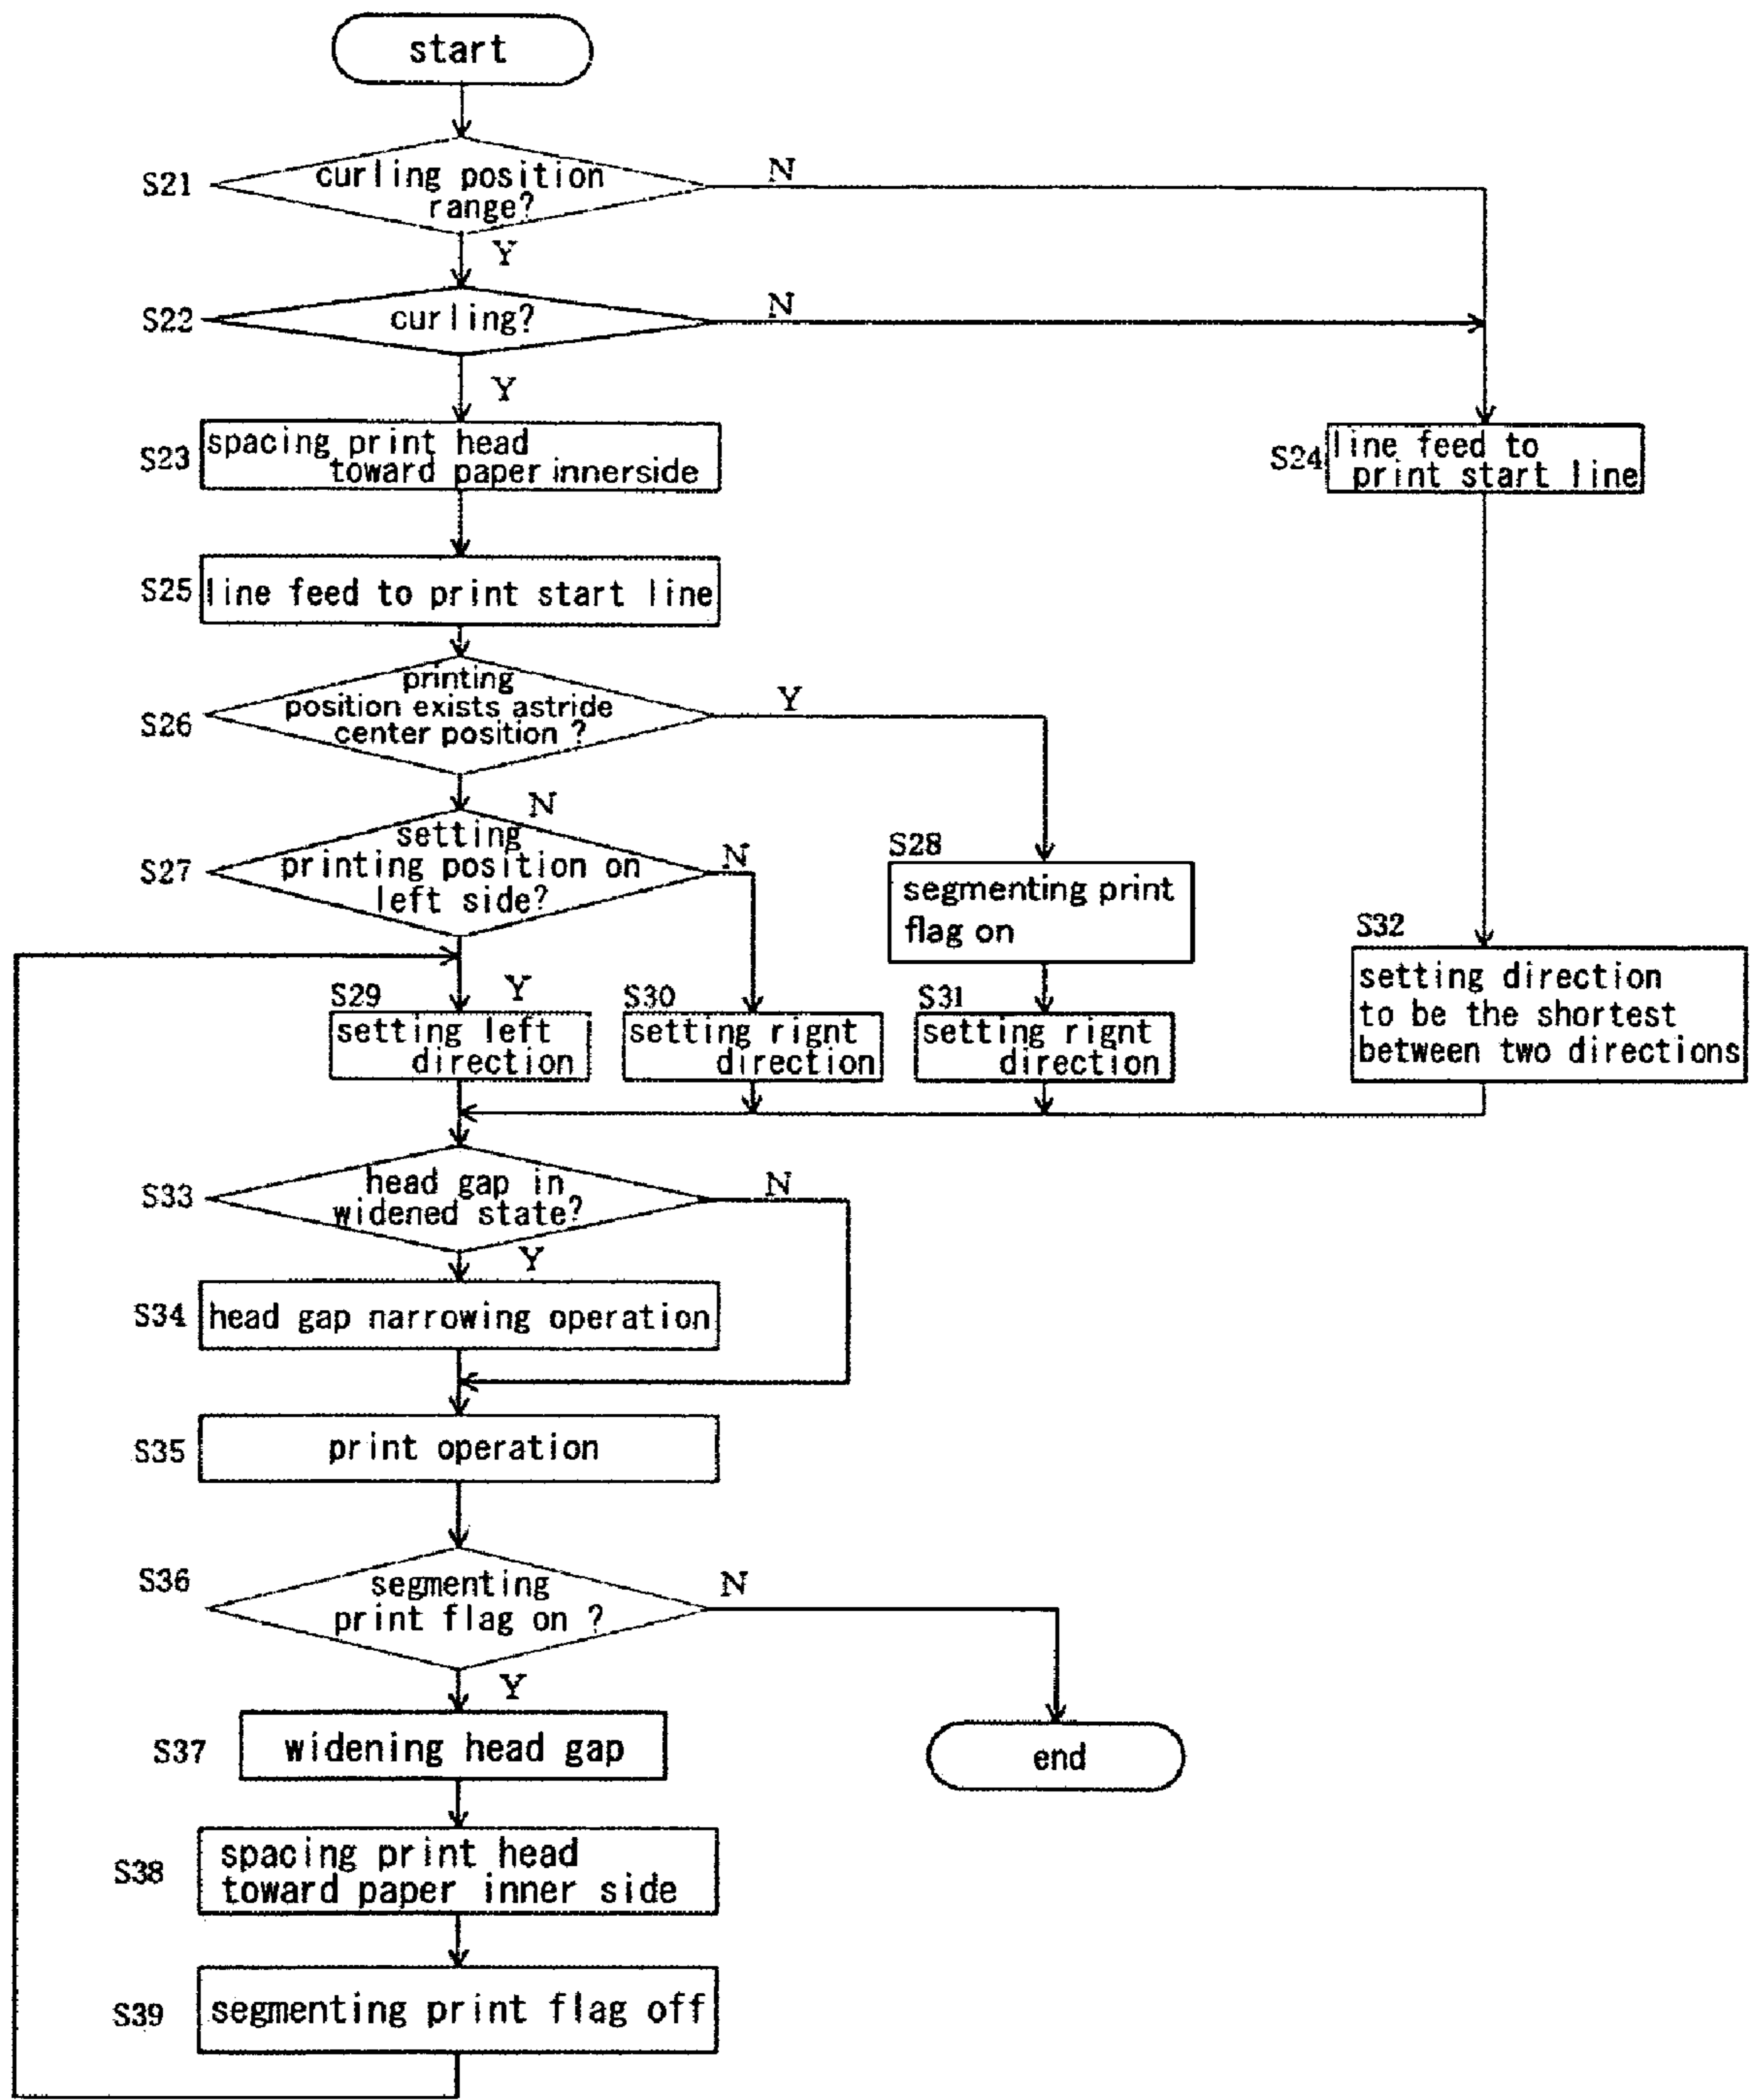 start
S21
curling position
range?
N
Y
S22
curling?
N
Y
S23
spacing print head
toward paper innerside
S24
line feed to
print start line
S25
line feed to print start line
S26
printing
position exists astride
center position ?
Y
N
S27
setting
printing position on
left side?
N
Y
S28
segmenting print
flag on
S29
setting left
direction
S30
setting rignt
direction
S31
setting rignt
direction
S32
setting direction
to be the shortest
between two directions
S33
head gap in
widened state?
N
Y
S34
head gap narrowing operation
S35
print operation
S36
segmenting
print flag on ?
N
Y
S37
widening head gap
end
S38
spacing print head
toward paper inner side
S39
segmenting print flag off